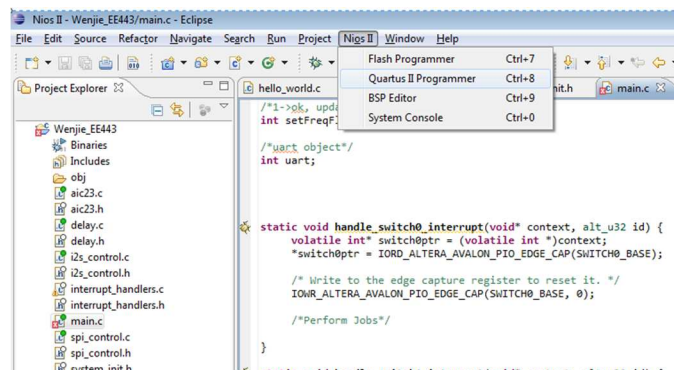 Nios II - Wenjie_EE443/main.c - Eclipse
File Edit Source Refactor Navigate Search Run Project Nios II Window Help
Flash Programmer Ctrl+7
Quartus II Programmer Ctrl+8
BSP Editor Ctrl+9
System Console Ctrl+0
Project Explorer
hello_world.c
nit.h
main.c
Wenjie_EE443
Binaries
Includes
obj
aic23.c
aic23.h
delay.c
delay.h
i2s_control.c
i2s_control.h
interrupt_handlers.c
interrupt_handlers.h
main.c
spi_control.c
spi_control.h
system_init.h
/*1->ok, upda
int setFreqFl
/*uart object*/
int uart;
static void handle_switch0_interrupt(void* context, alt_u32 id) {
volatile int* switch0ptr = (volatile int *)context;
*switch0ptr = IORD_ALTERA_AVALON_PIO_EDGE_CAP(SWITCH0_BASE);
/* Write to the edge capture register to reset it. */
IOWR_ALTERA_AVALON_PIO_EDGE_CAP(SWITCH0_BASE, 0);
/*Perform Jobs*/
}